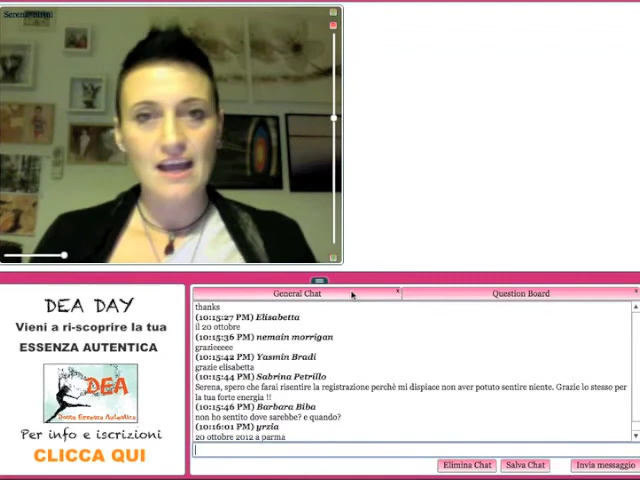 Serena
DEA DAY
Vieni a ri-scoprire la tua
ESSENZA AUTENTICA
DEA
Donna Essenza Autentica
Per info e iscrizioni
CLICCA QUI
General Chat x
Question Board x
thanks
(10:15:27 PM) Elisabetta
il 20 ottobre
(10:15:36 PM) nemain morrigan
grazieeeee
(10:15:42 PM) Yasmin Bradi
grazie elisabetta
(10:15:44 PM) Sabrina Petrillo
Serena, spero che farai risentire la registrazione perchè mi dispiace non aver potuto sentire niente. Grazie lo stesso per
la tua forte energia !!
(10:15:46 PM) Barbara Biba
non ho sentito dove sarebbe? e quando?
(10:16:01 PM) yrzia
20 ottobre 2012 a parma
Elimina Chat
Salva Chat
Invia messaggio